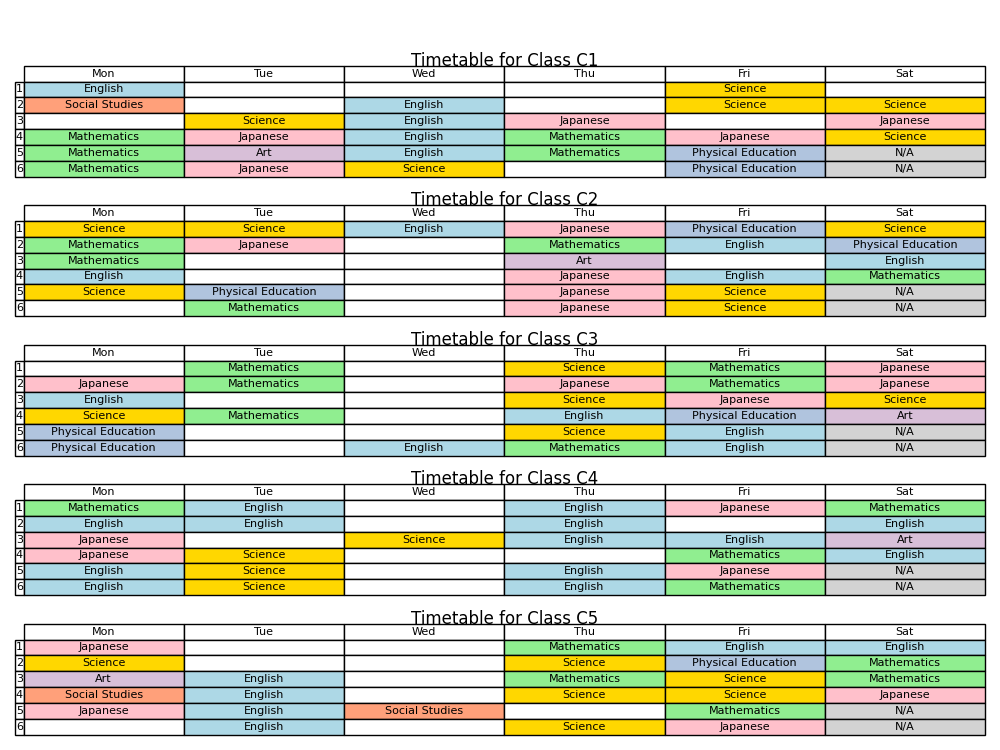 Timetable for Class C1
Mon Tue Wed Thu Fri Sat
1 English Science
2 Social Studies English Science Science
3 Science English Japanese Japanese
4 Mathematics Japanese English Mathematics Japanese Science
5 Mathematics Art English Mathematics Physical Education N/A
6 Mathematics Japanese Science Physical Education N/A
Timetable for Class C2
Mon Tue Wed Thu Fri Sat
1 Science Science English Japanese Physical Education Science
2 Mathematics Japanese Mathematics English Physical Education
3 Mathematics Art English
4 English Japanese English Mathematics
5 Science Physical Education Japanese Science N/A
6 Mathematics Japanese Science N/A
Timetable for Class C3
Mon Tue Wed Thu Fri Sat
1 Mathematics Science Mathematics Japanese
2 Japanese Mathematics Japanese Mathematics Japanese
3 English Science Japanese Science
4 Science Mathematics English Physical Education Art
5 Physical Education Science English N/A
6 Physical Education English Mathematics English N/A
Timetable for Class C4
Mon Tue Wed Thu Fri Sat
1 Mathematics English English Japanese Mathematics
2 English English English English
3 Japanese Science English English Art
4 Japanese Science Mathematics English
5 English Science English Japanese N/A
6 English Science English Mathematics N/A
Timetable for Class C5
Mon Tue Wed Thu Fri Sat
1 Japanese Mathematics English English
2 Science Science Physical Education Mathematics
3 Art English Mathematics Science Mathematics
4 Social Studies English Science Science Japanese
5 Japanese English Social Studies Mathematics N/A
6 English Science Japanese N/A